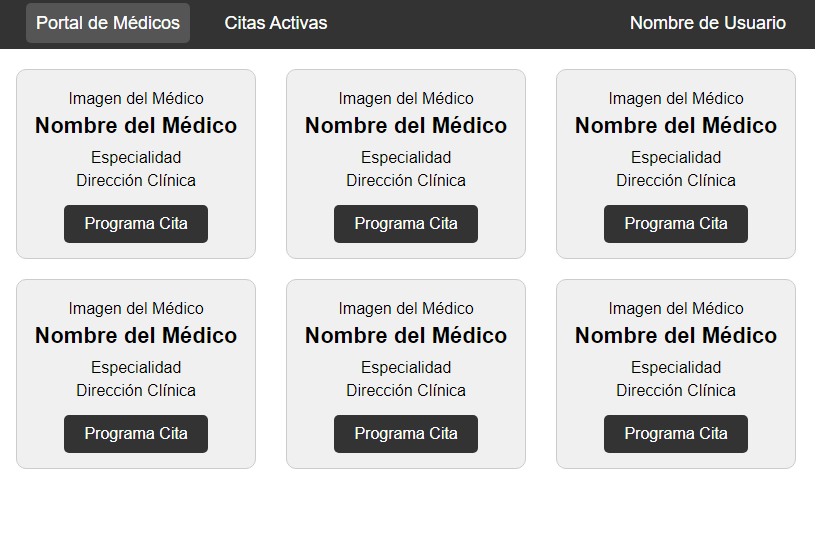 Portal de Médicos Citas Activas Nombre de Usuario
Imagen del Médico
Nombre del Médico
Especialidad
Dirección Clínica
Programa Cita
Imagen del Médico
Nombre del Médico
Especialidad
Dirección Clínica
Programa Cita
Imagen del Médico
Nombre del Médico
Especialidad
Dirección Clínica
Programa Cita
Imagen del Médico
Nombre del Médico
Especialidad
Dirección Clínica
Programa Cita
Imagen del Médico
Nombre del Médico
Especialidad
Dirección Clínica
Programa Cita
Imagen del Médico
Nombre del Médico
Especialidad
Dirección Clínica
Programa Cita